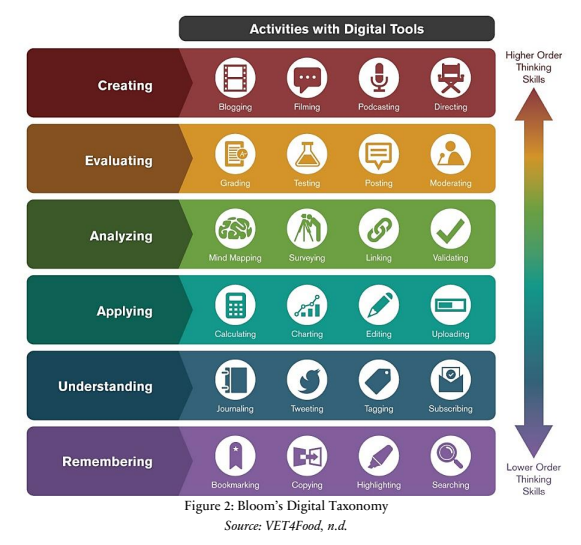 Activities with Digital Tools
Higher Order
Thinking
Skills
Creating
Blogging Filming Podcasting Directing
Evaluating
Grading Testing Posting Moderating
Analyzing
Mind Mapping Surveying Linking Validating
Applying
Calculating Charting Editing Uploading
Understanding
Journaling Tweeting Tagging Subscribing
Remembering
Bookmarking Copying Highlighting Searching
Lower Order
Thinking
Skills
Figure 2: Bloom's Digital Taxonomy
Source: VET4Food, n.d.